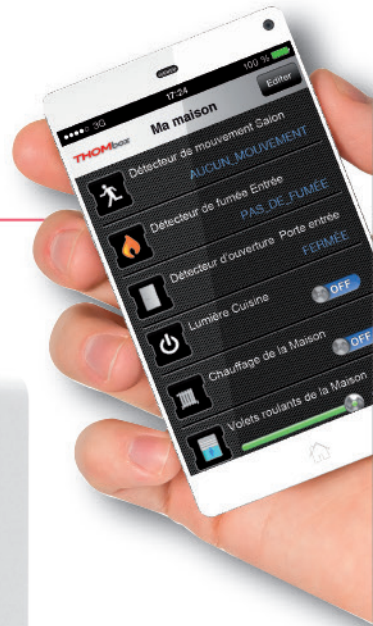 3G 17:24 100 %
THOMbox Ma maison Editer
Détecteur de mouvement Salon
AUCUN_MOUVEMENT
Détecteur de fumée Entrée
PAS_DE_FUMÉE
Détecteur d'ouverture Porte entrée
FERMÉE
Lumière Cuisine OFF
Chauffage de la Maison OFF
Volets roulants de la Maison